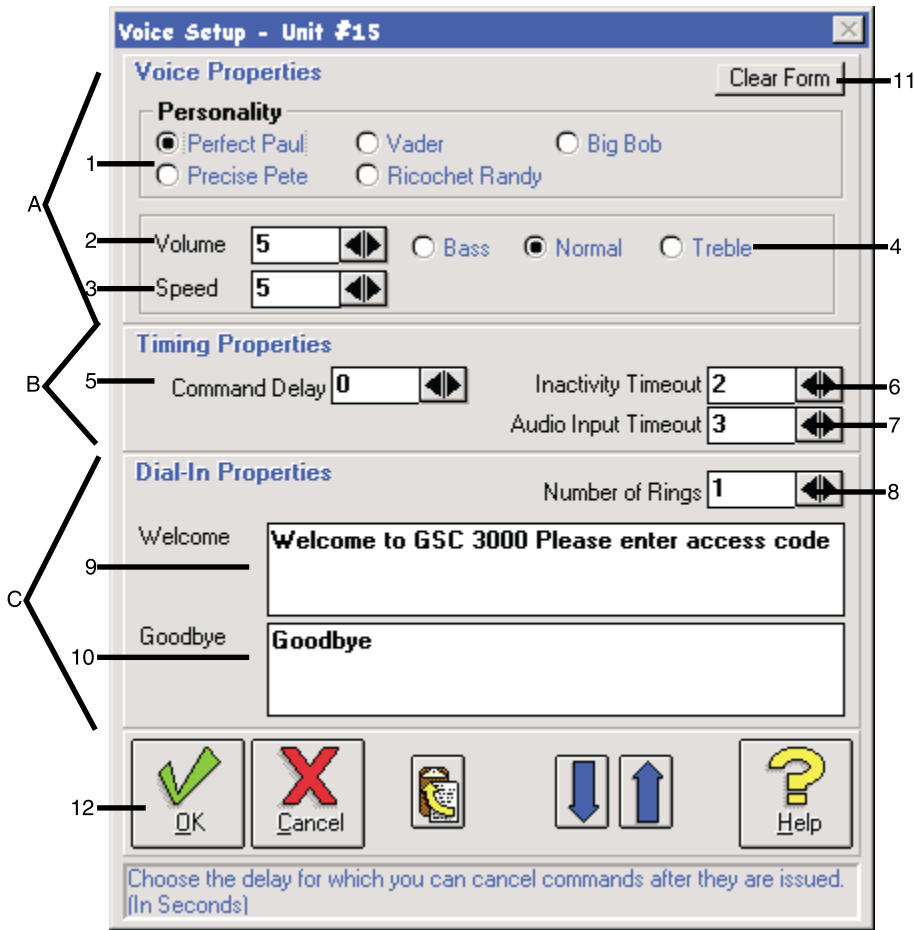 Voice Setup - Unit #15
Voice Properties
Clear Form
11
Personality
Perfect Paul Vader Big Bob
1
Precise Pete Ricochet Randy
A
2 Volume 5 Bass Normal Treble 4
3 Speed 5
Timing Properties
B
5 Command Delay 0 Inactivity Timeout 2 6
Audio Input Timeout 3 7
Dial-In Properties
Number of Rings 1 8
Welcome Welcome to GSC 3000 Please enter access code
9
C
Goodbye Goodbye
10
12
OK Cancel Help
Choose the delay for which you can cancel commands after they are issued.
(In Seconds)